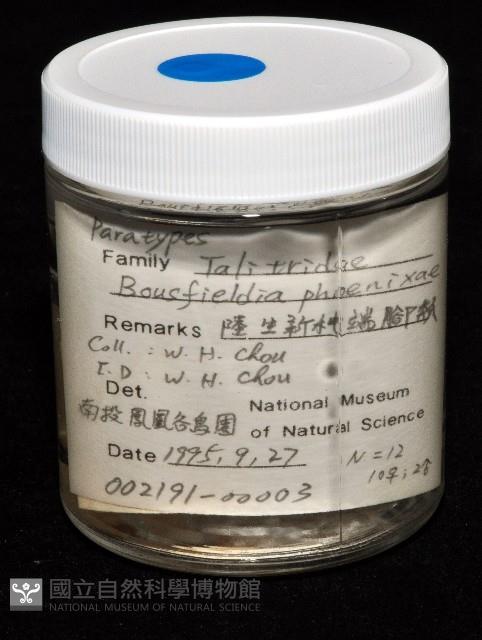 Paratypes
Family Talitridae
Bousfieldia phoenixae
Remarks 陸生新種端腳類
Coll. : W. H. Chou
I. D : W. H. Chou
Det.
National Museum
南投鳳凰谷鳥園 of Natural Science
Date 1995, 9, 27 N = 12
10♀; 2♂
002191-00003
國立自然科學博物館
NATIONAL MUSEUM OF NATURAL SCIENCE